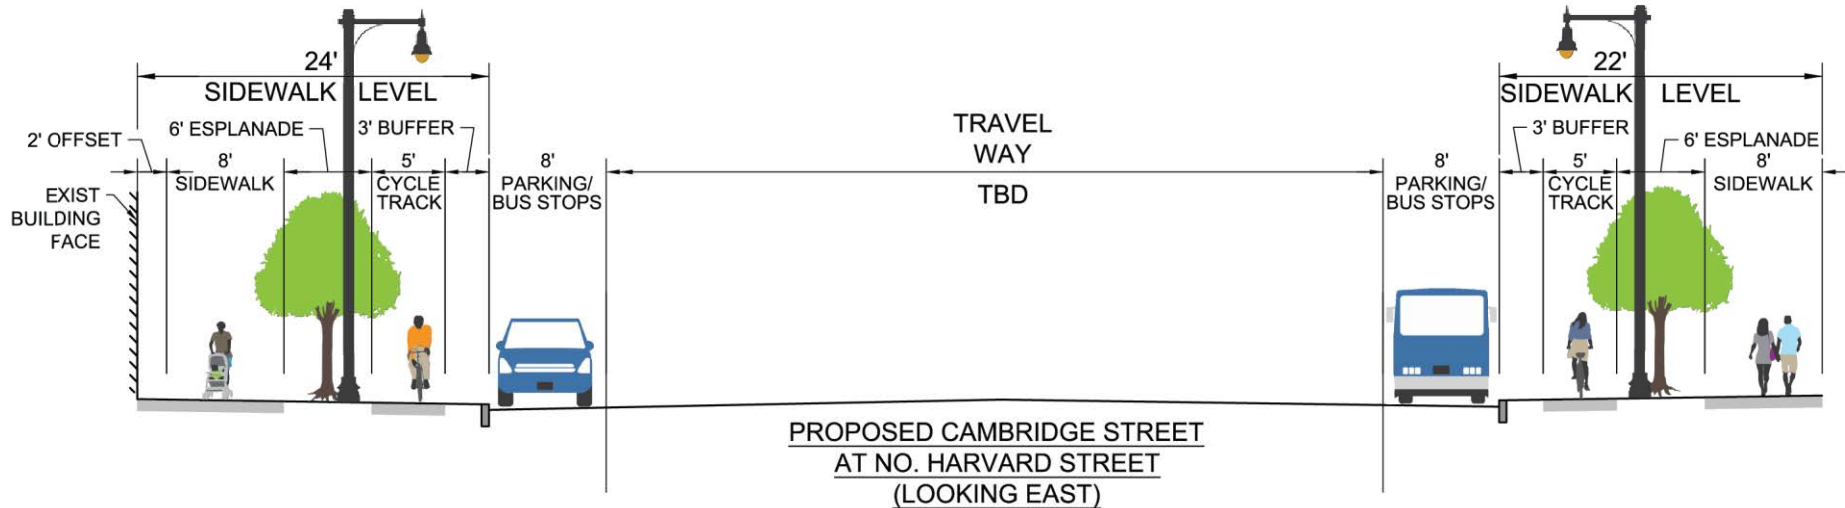 24'
SIDEWALK LEVEL
2' OFFSET
6' ESPLANADE
3' BUFFER
8'
SIDEWALK
5'
CYCLE
TRACK
8'
PARKING/
BUS STOPS
EXIST
BUILDING
FACE
TRAVEL
WAY
TBD
22'
SIDEWALK LEVEL
3' BUFFER
6' ESPLANADE
8'
PARKING/
BUS STOPS
5'
CYCLE
TRACK
8'
SIDEWALK
PROPOSED CAMBRIDGE STREET
AT NO. HARVARD STREET
(LOOKING EAST)